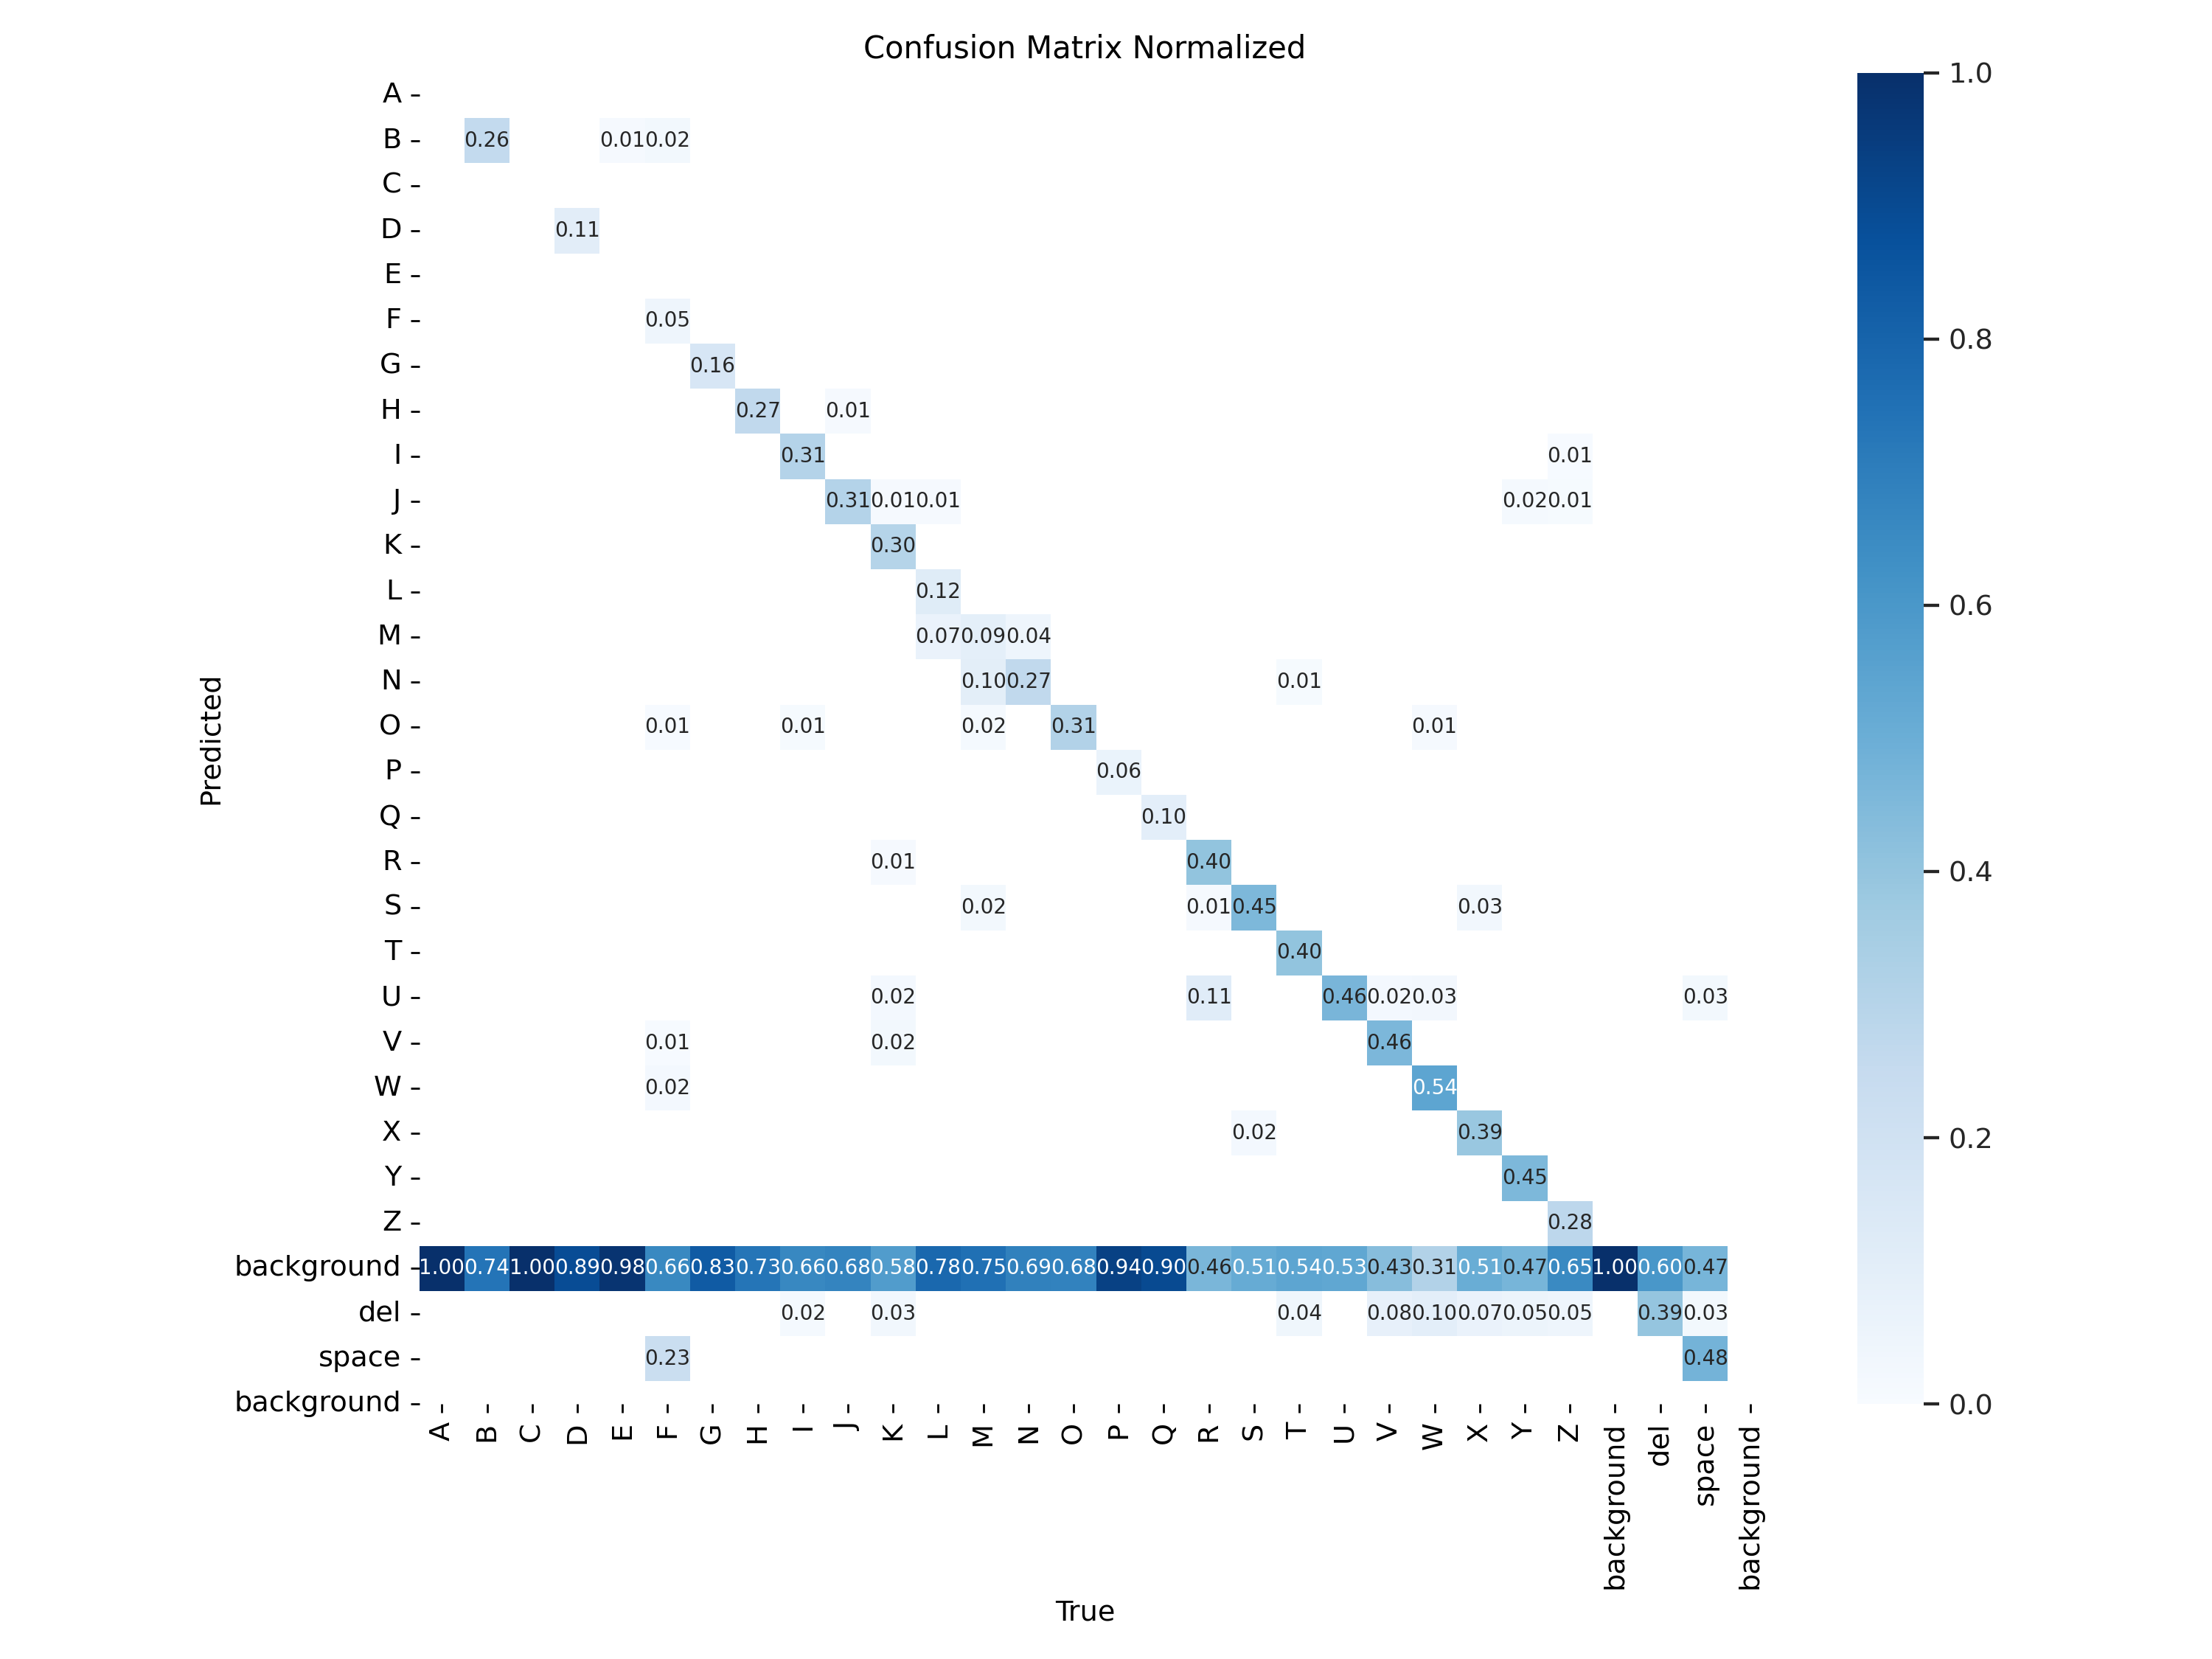 Confusion Matrix Normalized
A
B 0.26 0.01 0.02
C
D 0.11
E
F 0.05
G 0.16
H 0.27 0.01
I 0.31 0.01
J 0.31 0.01 0.01 0.02 0.01
K 0.30
L 0.12
M 0.07 0.09 0.04
N 0.10 0.27 0.01
O 0.01 0.01 0.02 0.31 0.01
P 0.06
Q 0.10
R 0.01 0.40
S 0.02 0.01 0.45 0.03
T 0.40
U 0.02 0.11 0.46 0.02 0.03 0.03
V 0.01 0.02 0.46
W 0.02 0.54
X 0.02 0.39
Y 0.45
Z 0.28
background 1.00 0.74 1.00 0.89 0.98 0.66 0.83 0.73 0.66 0.68 0.58 0.78 0.75 0.69 0.68 0.94 0.90 0.46 0.51 0.54 0.53 0.43 0.31 0.51 0.47 0.65 1.00 0.60 0.47
del 0.02 0.03 0.04 0.08 0.10 0.07 0.05 0.05 0.39 0.03
space 0.23 0.48
background
A B C D E F G H I J K L M N O P Q R S T U V W X Y Z background del space background
True
Predicted
1.0
0.8
0.6
0.4
0.2
0.0